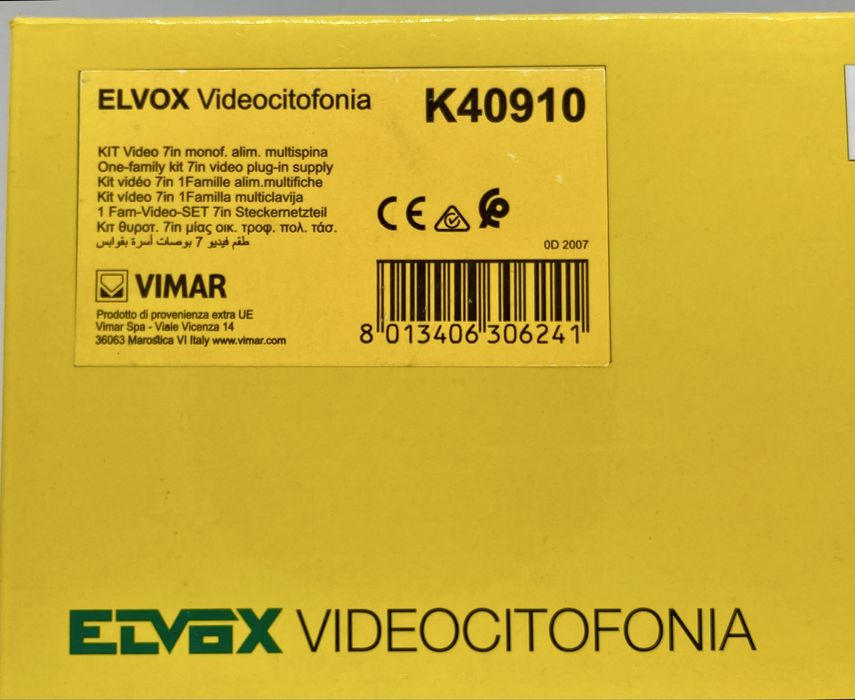 ELVOX Videocitofonia
K40910
KIT Video 7in monof. alim. multispina
One-family kit 7in video plug-in supply
Kit vidéo 7in 1Famille alim.multifiche
Kit vídeo 7in 1Familla multiclavija
1 Fam-Video-SET 7in Steckernetzteil
Κιτ θυροτ. 7in μίας οικ. τροφ. πολ. τάσ.
طقم فيديو 7 بوصات أسرة بقوابس
CE
0D 2007
VIMAR
Prodotto di provenienza extra UE
Vimar Spa - Viale Vicenza 14
36063 Marostica VI Italy www.vimar.com
8 013406 306241
ELVOX VIDEOCITOFONIA